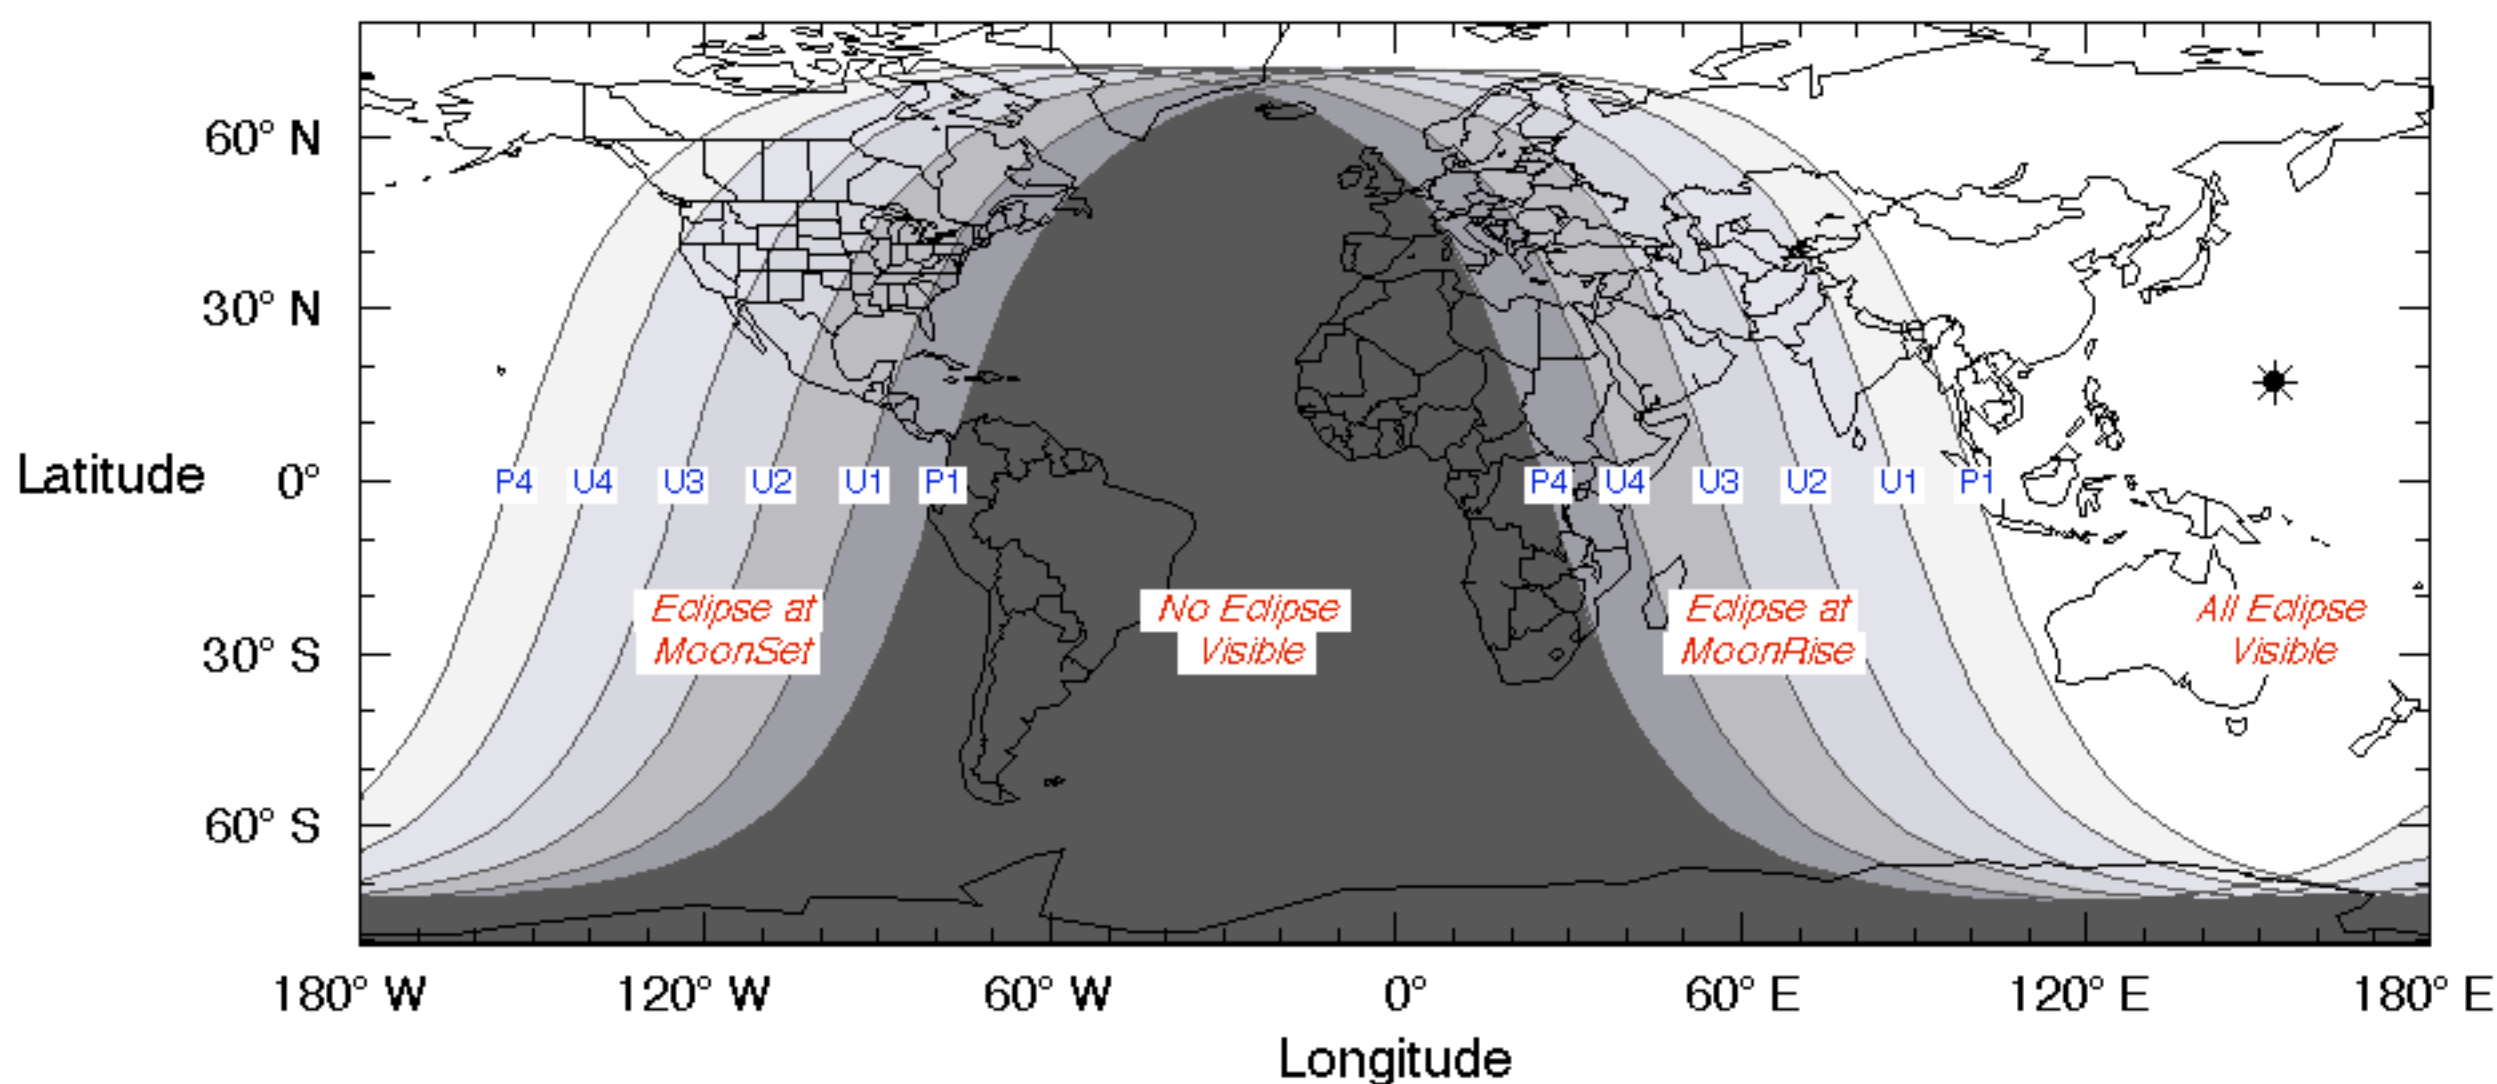 60° N
30° N
Latitude 0°
P4 U4 U3 U2 U1 P1 P4 U4 U3 U2 U1 P1
Eclipse at
MoonSet
No Eclipse
Visible
Eclipse at
MoonRise
All Eclipse
Visible
30° S
60° S
180° W 120° W 60° W 0° 60° E 120° E 180° E
Longitude